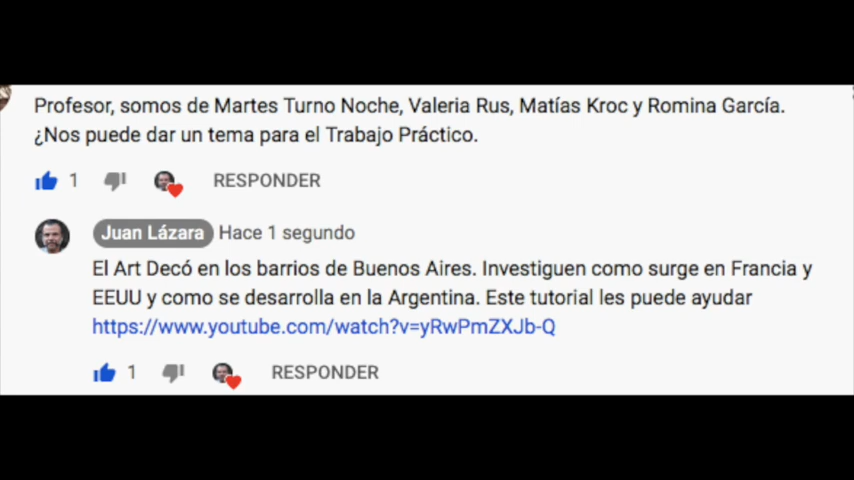 Profesor, somos de Martes Turno Noche, Valeria Rus, Matías Kroc y Romina García.
¿Nos puede dar un tema para el Trabajo Práctico.
1 RESPONDER
Juan Lázara Hace 1 segundo
El Art Decó en los barrios de Buenos Aires. Investiguen como surge en Francia y
EEUU y como se desarrolla en la Argentina. Este tutorial les puede ayudar
https://www.youtube.com/watch?v=yRwPmZXJb-Q
1 RESPONDER